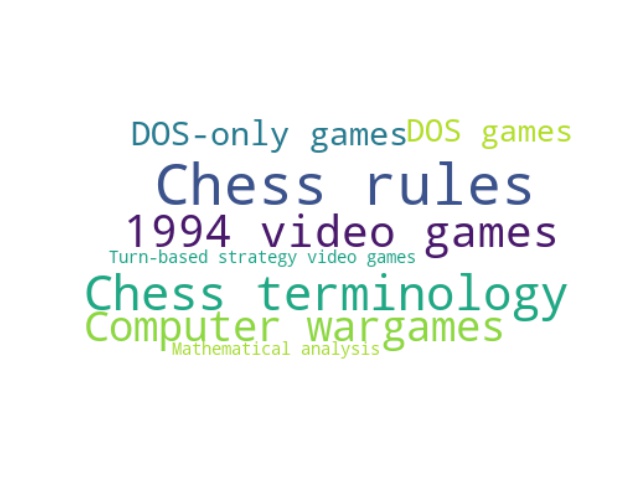 DOS-only games DOS games
Chess rules
1994 video games
Turn-based strategy video games
Chess terminology
Computer wargames
Mathematical analysis